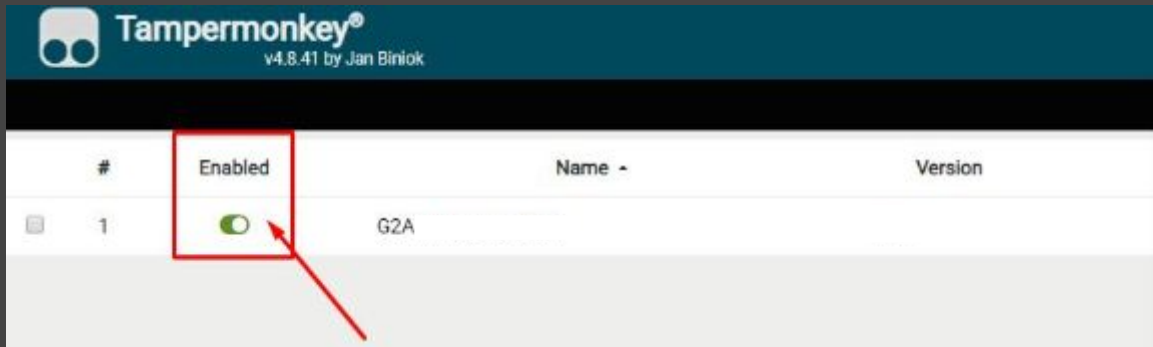 Tampermonkey®
v4.8.41 by Jan Biniok
# Enabled Name Version
1 G2A